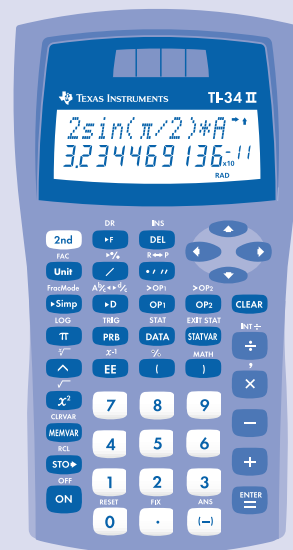 TEXAS INSTRUMENTS TI-34 II
2sin(π/2)*A
3.234469136⁻¹¹
x10
RAD
DR INS
2nd ▸F DEL
FAC ▸% R◂▸P
Unit / ° ' "
FracMode Ab/c◂▸d/e >OP1 >OP2
▸Simp ▸D OP1 OP2 CLEAR
LOG TRIG STAT EXIT STAT INT÷
π PRB DATA STATVAR ÷
x√ x-1 % MATH ,
^ EE ( ) ×
√
x² 7 8 9 −
CLRVAR
MEMVAR 4 5 6
RCL
STO▸ 1 2 3 +
OFF RESET FIX ANS ENTER
ON 0 . (−) =